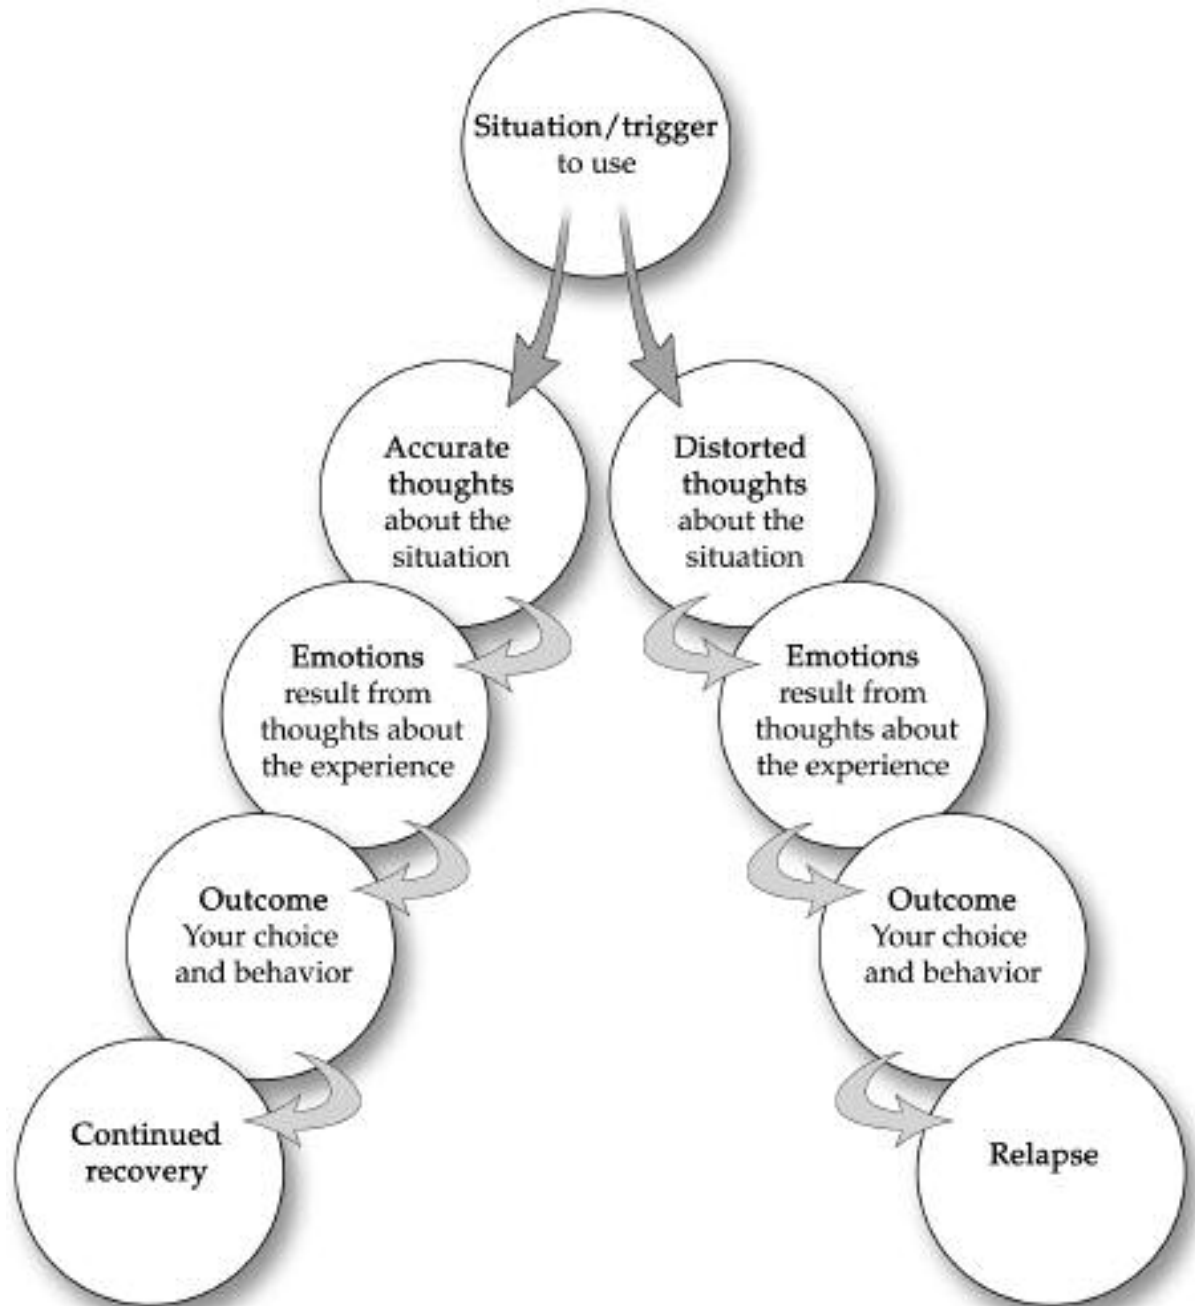 Situation/trigger
to use
Accurate
thoughts
about the
situation
Distorted
thoughts
about the
situation
Emotions
result from
thoughts about
the experience
Emotions
result from
thoughts about
the experience
Outcome
Your choice
and behavior
Outcome
Your choice
and behavior
Continued
recovery
Relapse